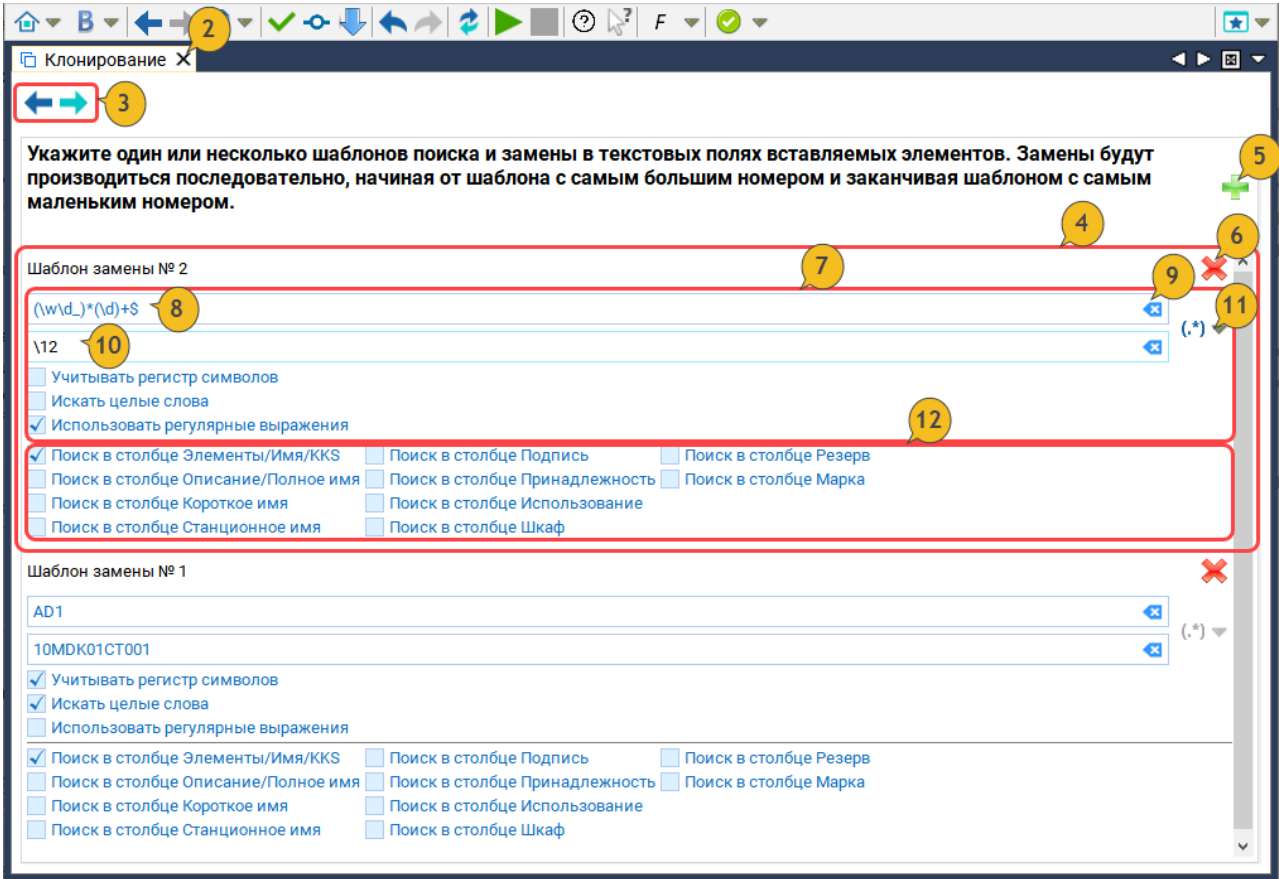 B
F
2
Клонирование
3
Укажите один или несколько шаблонов поиска и замены в текстовых полях вставляемых элементов. Замены будут
производиться последовательно, начиная от шаблона с самым большим номером и заканчивая шаблоном с самым
маленьким номером.
5
4
6
Шаблон замены № 2
7
9
(\w\d_)*(\d)+$
8
11
(.*)
\12
10
Учитывать регистр символов
Искать целые слова
Использовать регулярные выражения
12
Поиск в столбце Элементы/Имя/KKS Поиск в столбце Подпись Поиск в столбце Резерв
Поиск в столбце Описание/Полное имя Поиск в столбце Принадлежность Поиск в столбце Марка
Поиск в столбце Короткое имя Поиск в столбце Использование
Поиск в столбце Станционное имя Поиск в столбце Шкаф
Шаблон замены № 1
AD1
(.*)
10MDK01CT001
Учитывать регистр символов
Искать целые слова
Использовать регулярные выражения
Поиск в столбце Элементы/Имя/KKS Поиск в столбце Подпись Поиск в столбце Резерв
Поиск в столбце Описание/Полное имя Поиск в столбце Принадлежность Поиск в столбце Марка
Поиск в столбце Короткое имя Поиск в столбце Использование
Поиск в столбце Станционное имя Поиск в столбце Шкаф